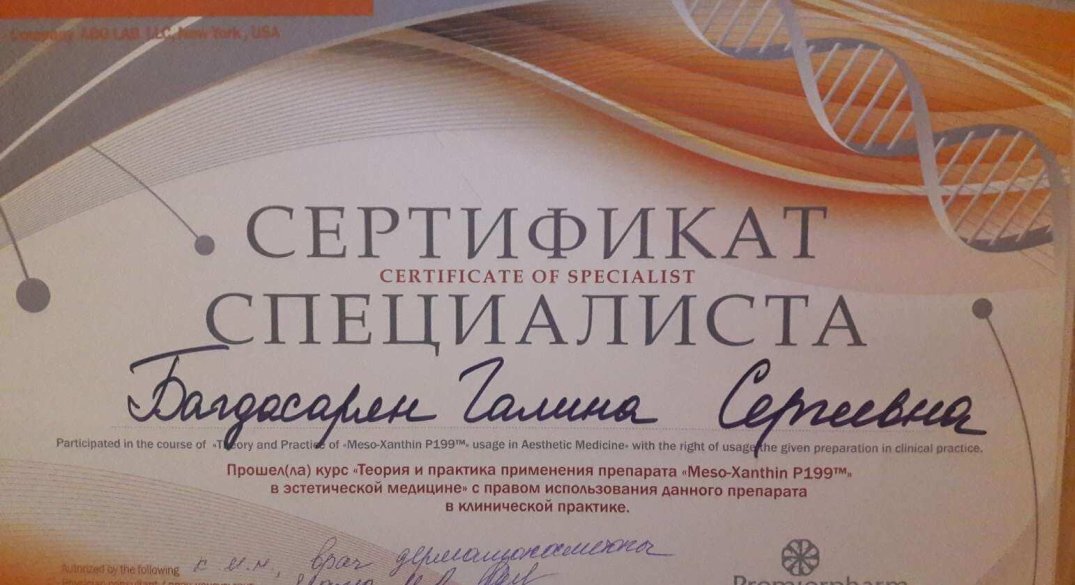 Company ABG LAB, LLC, New York, USA
СЕРТИФИКАТ
CERTIFICATE OF SPECIALIST
СПЕЦИАЛИСТА
Багдасарян Галина Сергеевна
Participated in the course of «Theory and Practice of «Meso-Xanthin P199™» usage in Aesthetic Medicine» with the right of usage the given preparation in clinical practice.
Прошел(ла) курс «Теория и практика применения препарата «Meso-Xanthin P199™»
в эстетической медицине» с правом использования данного препарата
в клинической практике.
Autorized by the following к.м.н., врач
Premierpharm